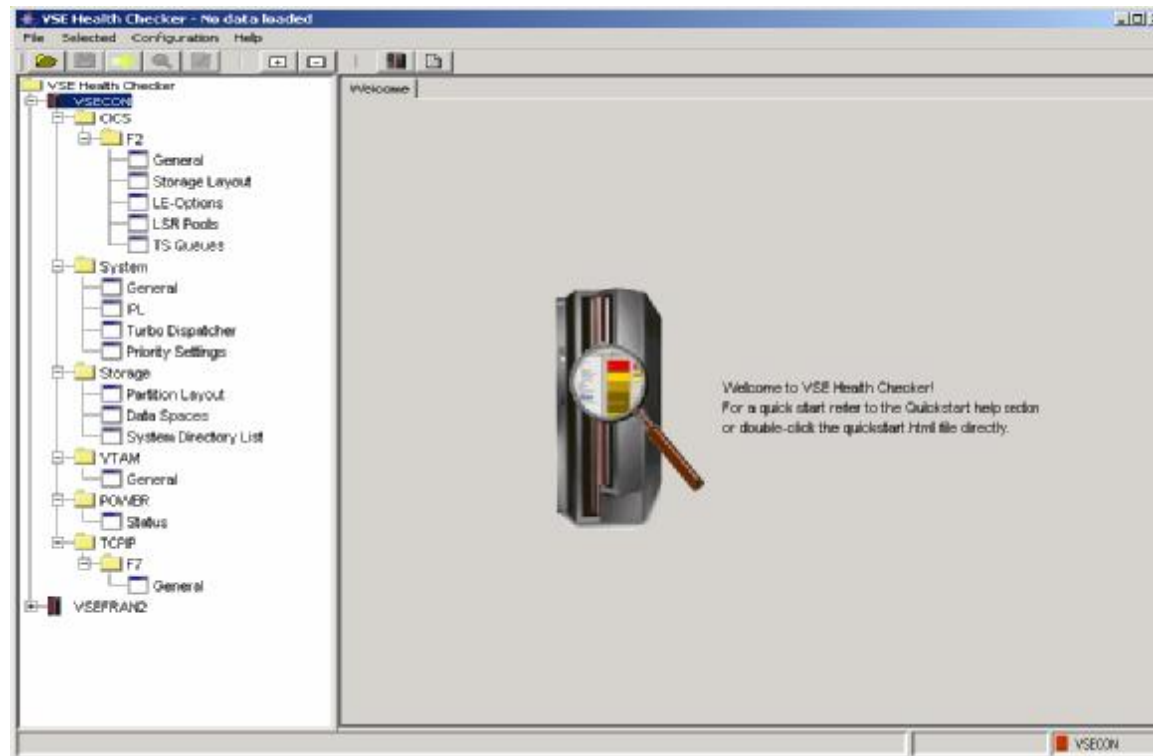 VSE Health Checker - No data loaded
File Selected Configuration Help
VSE Health Checker
VSECON
CICS
F2
General
Storage Layout
LE-Options
LSR Pools
TS Queues
System
General
IPL
Turbo Dispatcher
Priority Settings
Storage
Partition Layout
Data Spaces
System Directory List
VTAM
General
POWER
Status
TCPIP
F7
General
VSEFRAN2
Welcome
Welcome to VSE Health Checker!
For a quick start refer to the Quickstart help section
or double-click the quickstart.html file directly.
VSECON